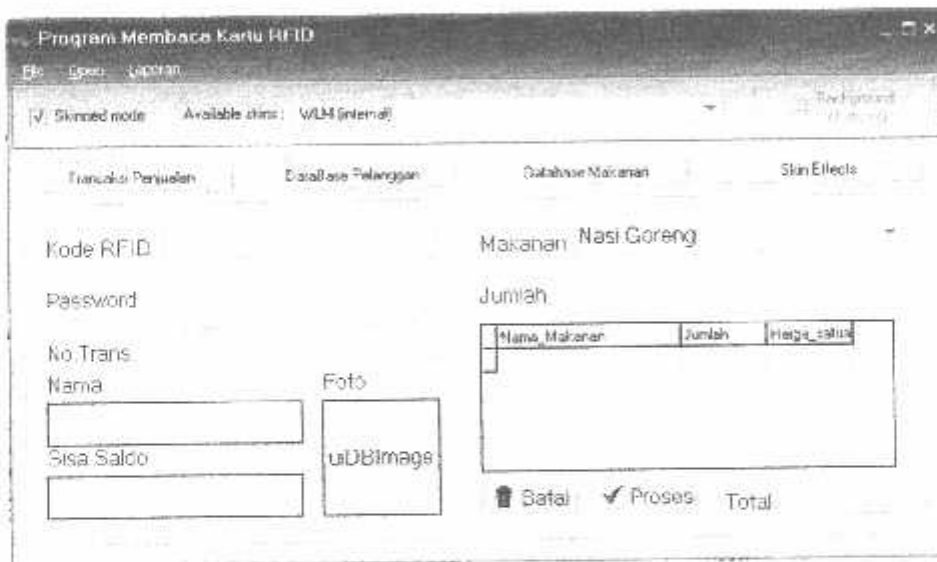 Program Membaca Kartu RFID
File Open Laporan
Skinned mode Available skins: WLM (internal)
Transaksi Penjualan DataBase Pelanggan Database Makanan Skin Effects
Kode RFID
Makanan Nasi Goreng
Password
Jumlah
Nama_Makanan Jumlah Harga_satua
No.Trans
Nama Foto
uiDBImage
Sisa Saldo
Batal Proses Total